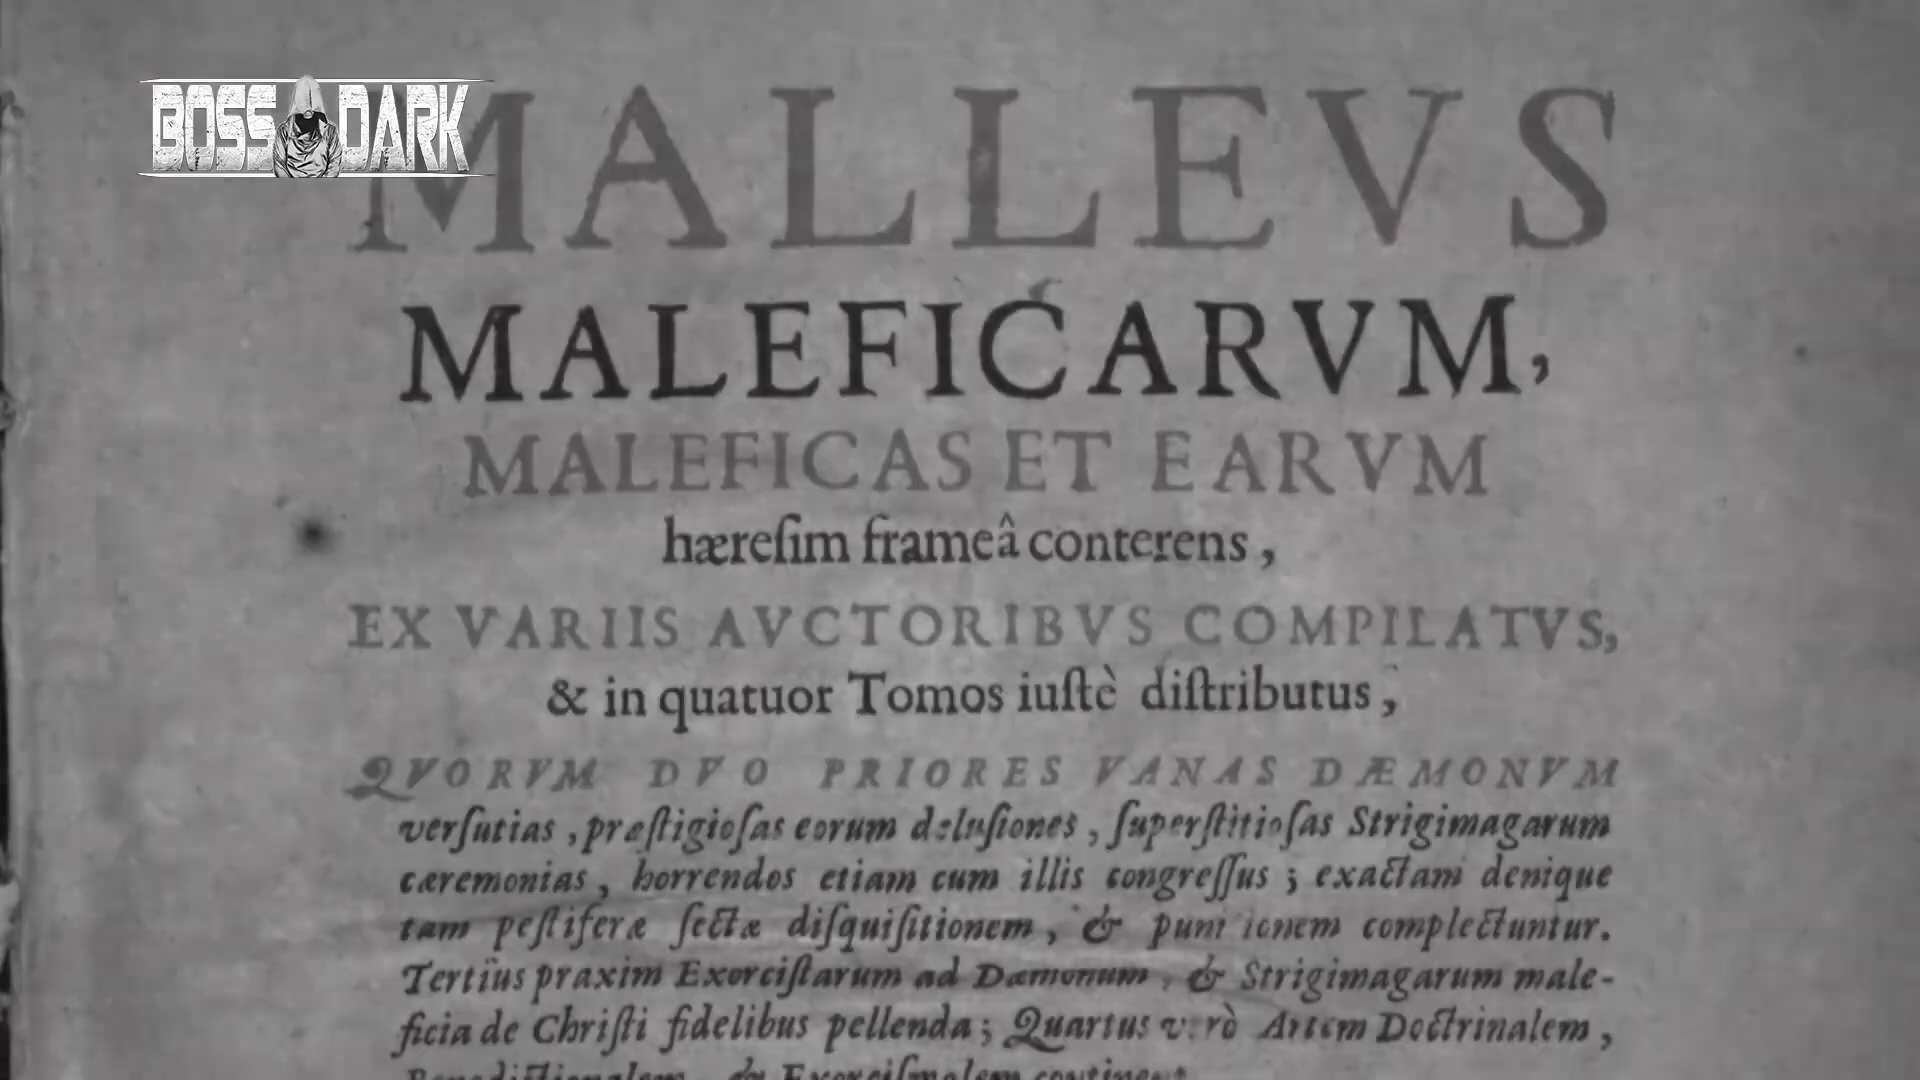 BOSS DARK
MALLEVS
MALEFICARVM,
MALEFICAS ET EARVM
hæreſim frameâ conterens,
EX VARIIS AVCTORIBVS COMPILATVS,
& in quatuor Tomos iuſtè diſtributus,
QVORVM DVO PRIORES VANAS DÆMONVM
verſutias, præſtigioſas eorum deluſiones, ſuperſtitioſas Strigimagarum
cæremonias, horrendos etiam cum illis congreſſus; exactam denique
tam peſtiferæ ſectæ diſquiſitionem, & punitionem complectuntur.
Tertius praxim Exorciſtarum ad Dæmonum, & Strigimagarum male-
ficia de Chriſti fidelibus pellenda; Quartus verò Artem Doctrinalem,
Benedictionalem, & Exorciſmalem continent.